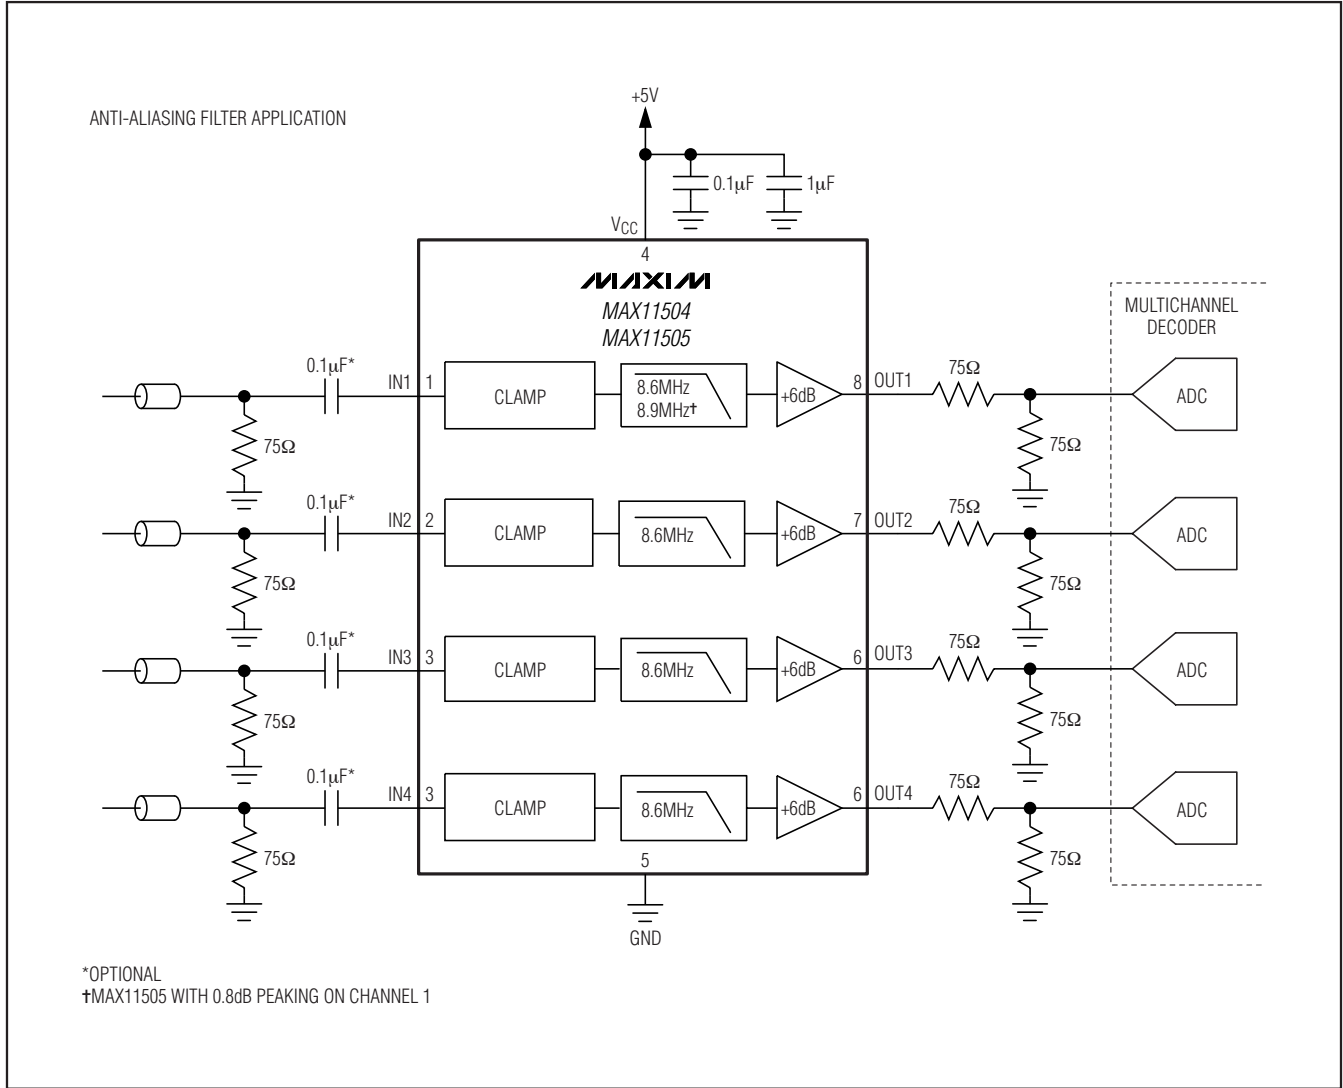 ANTI-ALIASING FILTER APPLICATION
+5V
0.1µF
1µF
VCC
4
MAXIM
MAX11504
MAX11505
MULTICHANNEL
DECODER
0.1µF*
IN1
1
CLAMP
8.6MHz
8.9MHz†
+6dB
8
OUT1
75Ω
ADC
75Ω
75Ω
0.1µF*
IN2
2
CLAMP
8.6MHz
+6dB
7
OUT2
75Ω
ADC
75Ω
75Ω
0.1µF*
IN3
3
CLAMP
8.6MHz
+6dB
6
OUT3
75Ω
ADC
75Ω
75Ω
0.1µF*
IN4
3
CLAMP
8.6MHz
+6dB
6
OUT4
75Ω
ADC
75Ω
75Ω
5
GND
*OPTIONAL
†MAX11505 WITH 0.8dB PEAKING ON CHANNEL 1